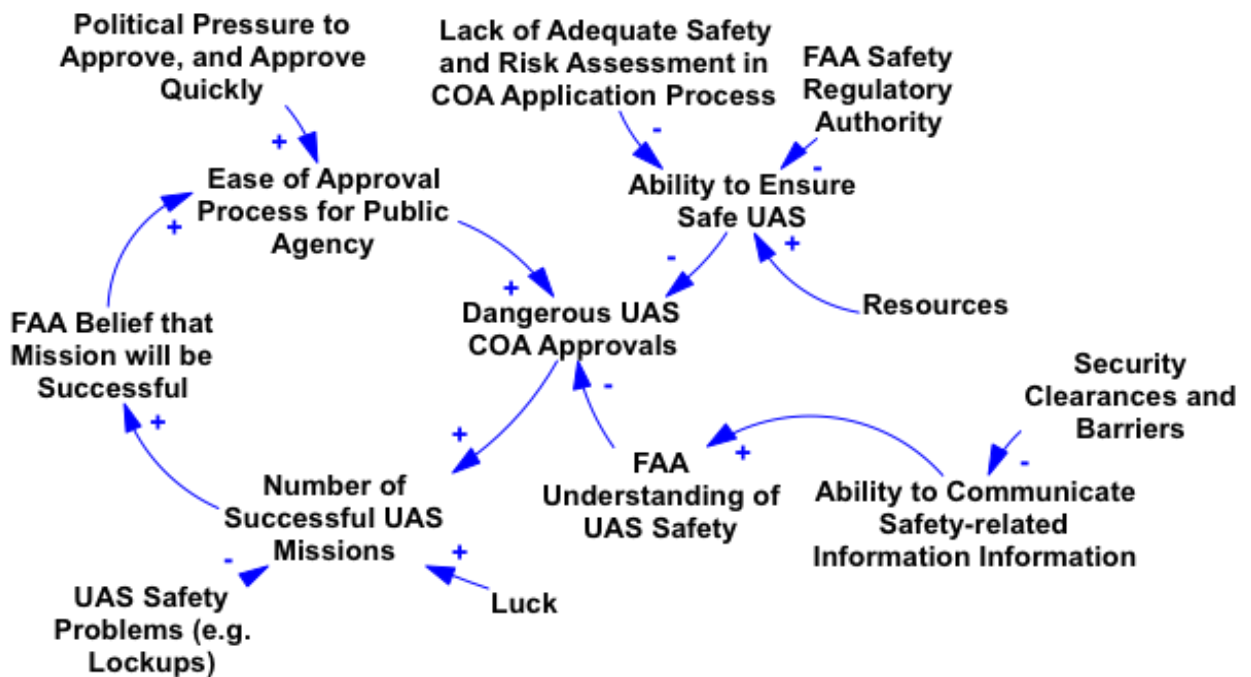 Political Pressure to
Approve, and Approve
Quickly
Lack of Adequate Safety
and Risk Assessment in
COA Application Process
FAA Safety
Regulatory
Authority
+
-
-
Ease of Approval
Process for Public
Agency
Ability to Ensure
Safe UAS
+
-
+
+
Dangerous UAS
COA Approvals
Resources
FAA Belief that
Mission will be
Successful
-
Security
Clearances and
Barriers
+
+
+
-
Number of
Successful UAS
Missions
FAA
Understanding of
UAS Safety
Ability to Communicate
Safety-related
Information Information
-
+
UAS Safety
Problems (e.g.
Lockups)
Luck